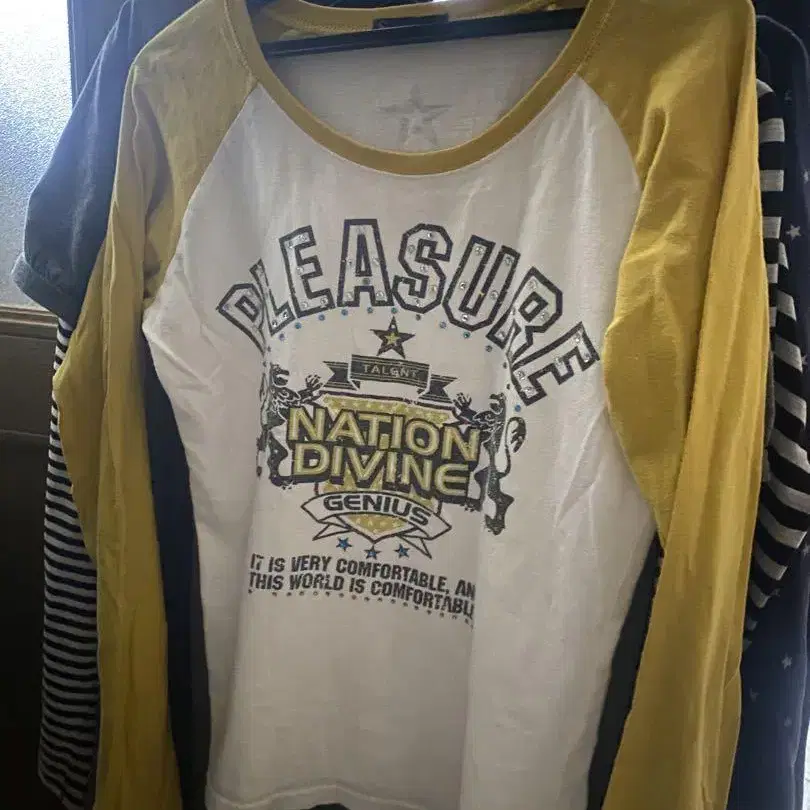 PLEASURE
TALENT
NATION
DIVINE
GENIUS
IT IS VERY COMFORTABLE, AN
THIS WORLD IS COMFORTABL